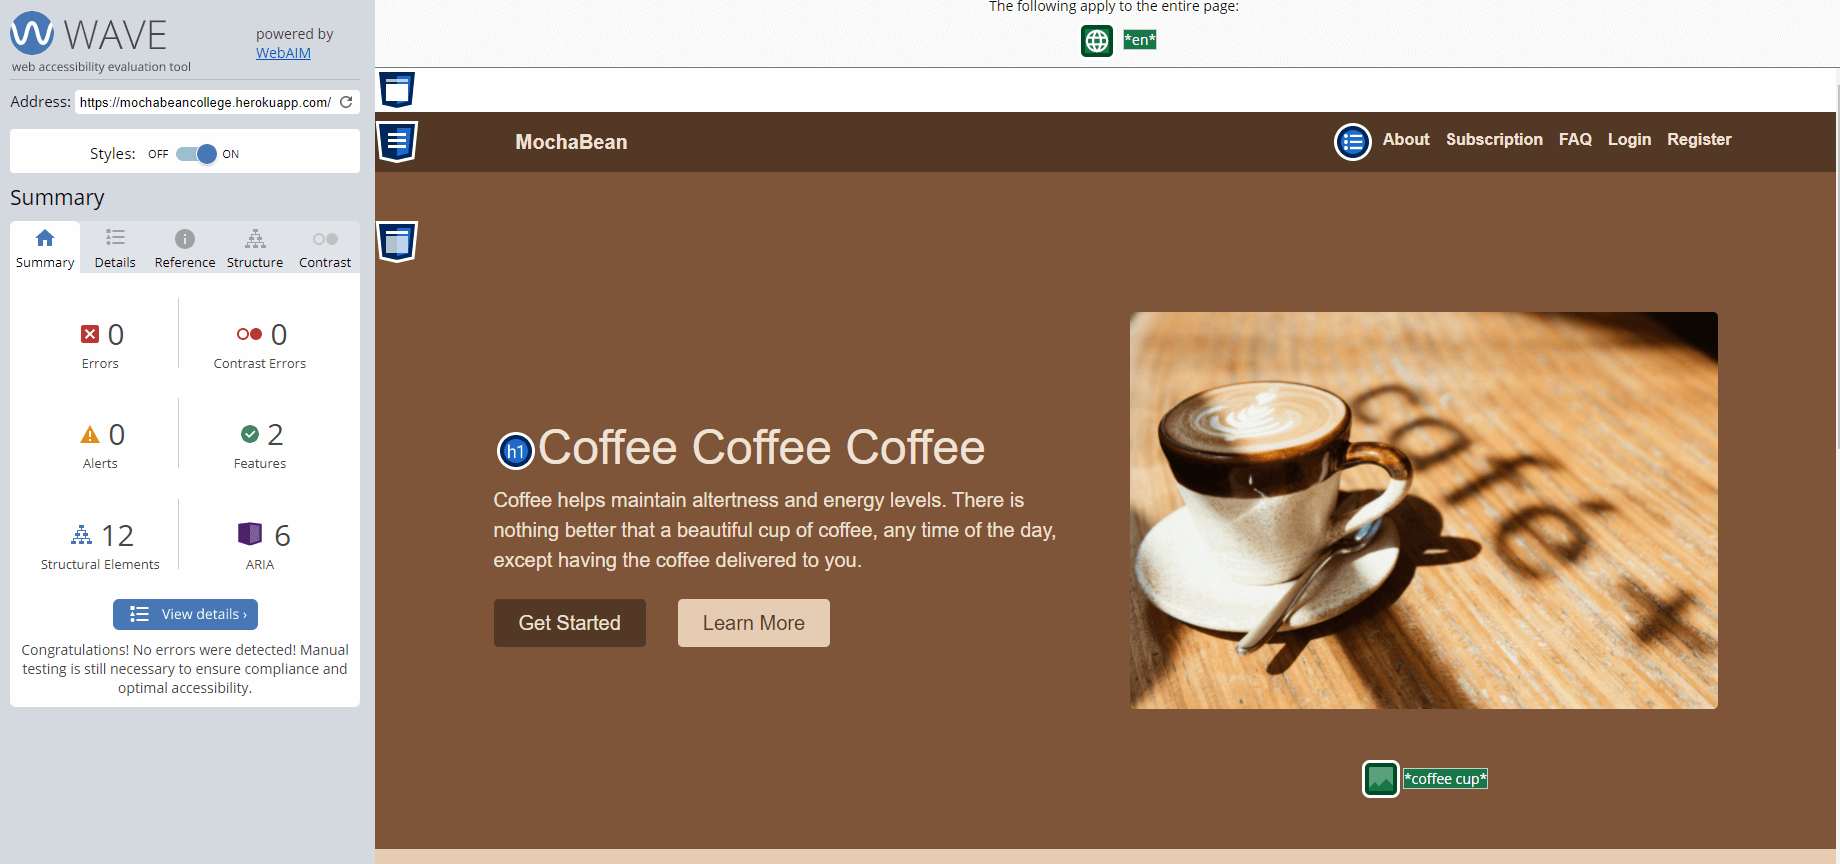 WAVE
powered by
WebAIM
web accessibility evaluation tool
Address: https://mochabeancollege.herokuapp.com/
Styles: OFF ON
Summary
Summary Details Reference Structure Contrast
0 0
Errors Contrast Errors
0 2
Alerts Features
12 6
Structural Elements ARIA
View details ›
Congratulations! No errors were detected! Manual
testing is still necessary to ensure compliance and
optimal accessibility.
The following apply to the entire page:
*en*
MochaBean About Subscription FAQ Login Register
h1 Coffee Coffee Coffee
Coffee helps maintain altertness and energy levels. There is
nothing better that a beautiful cup of coffee, any time of the day,
except having the coffee delivered to you.
Get Started Learn More
café
*coffee cup*